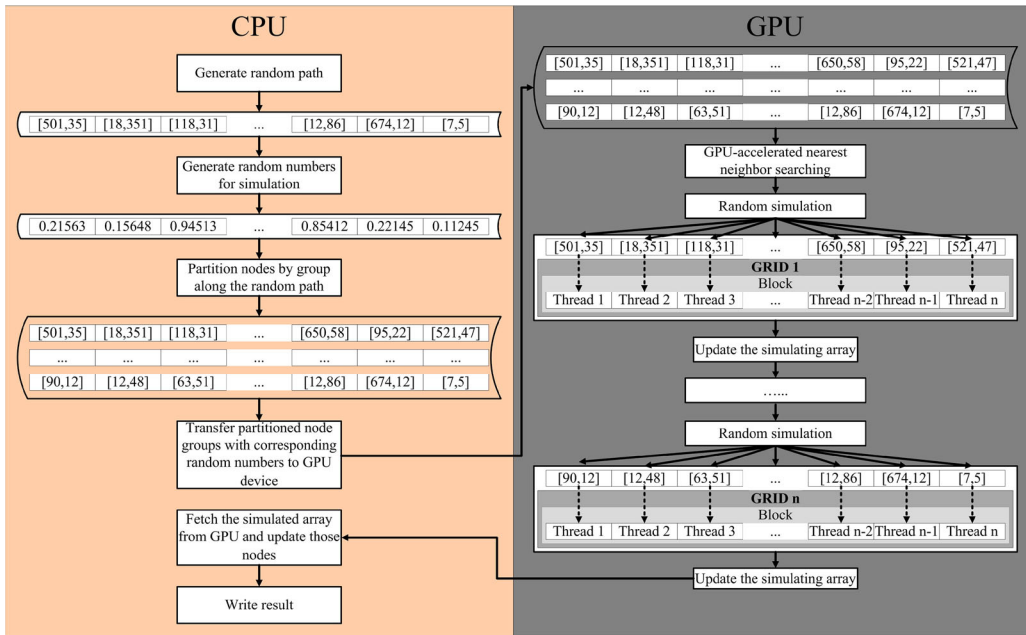 CPU
Generate random path
[501,35] [18,351] [118,31] ... [12,86] [674,12] [7,5]
Generate random numbers
for simulation
0.21563 0.15648 0.94513 ... 0.85412 0.22145 0.11245
Partition nodes by group
along the random path
[501,35] [18,351] [118,31] ... [650,58] [95,22] [521,47]
... ... ... ... ... ...
[90,12] [12,48] [63,51] ... [12,86] [674,12] [7,5]
Transfer partitioned node
groups with corresponding
random numbers to GPU
device
Fetch the simulated array
from GPU and update those
nodes
Write result
GPU
[501,35] [18,351] [118,31] ... [650,58] [95,22] [521,47]
... ... ... ... ... ...
[90,12] [12,48] [63,51] ... [12,86] [674,12] [7,5]
GPU-accelerated nearest
neighbor searching
Random simulation
[501,35] [18,351] [118,31] ... [650,58] [95,22] [521,47]
GRID 1
Block
Thread 1 Thread 2 Thread 3 ... Thread n-2 Thread n-1 Thread n
Update the simulating array
…...
Random simulation
[90,12] [12,48] [63,51] ... [12,86] [674,12] [7,5]
GRID n
Block
Thread 1 Thread 2 Thread 3 ... Thread n-2 Thread n-1 Thread n
Update the simulating array